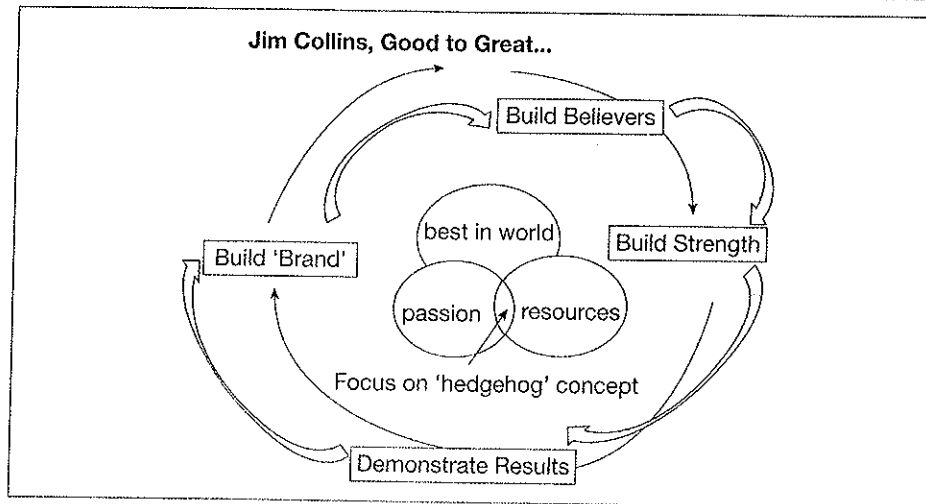 Jim Collins, Good to Great...
Build Believers
best in world
Build Strength
Build ‘Brand’
passion
resources
Focus on ‘hedgehog’ concept
Demonstrate Results